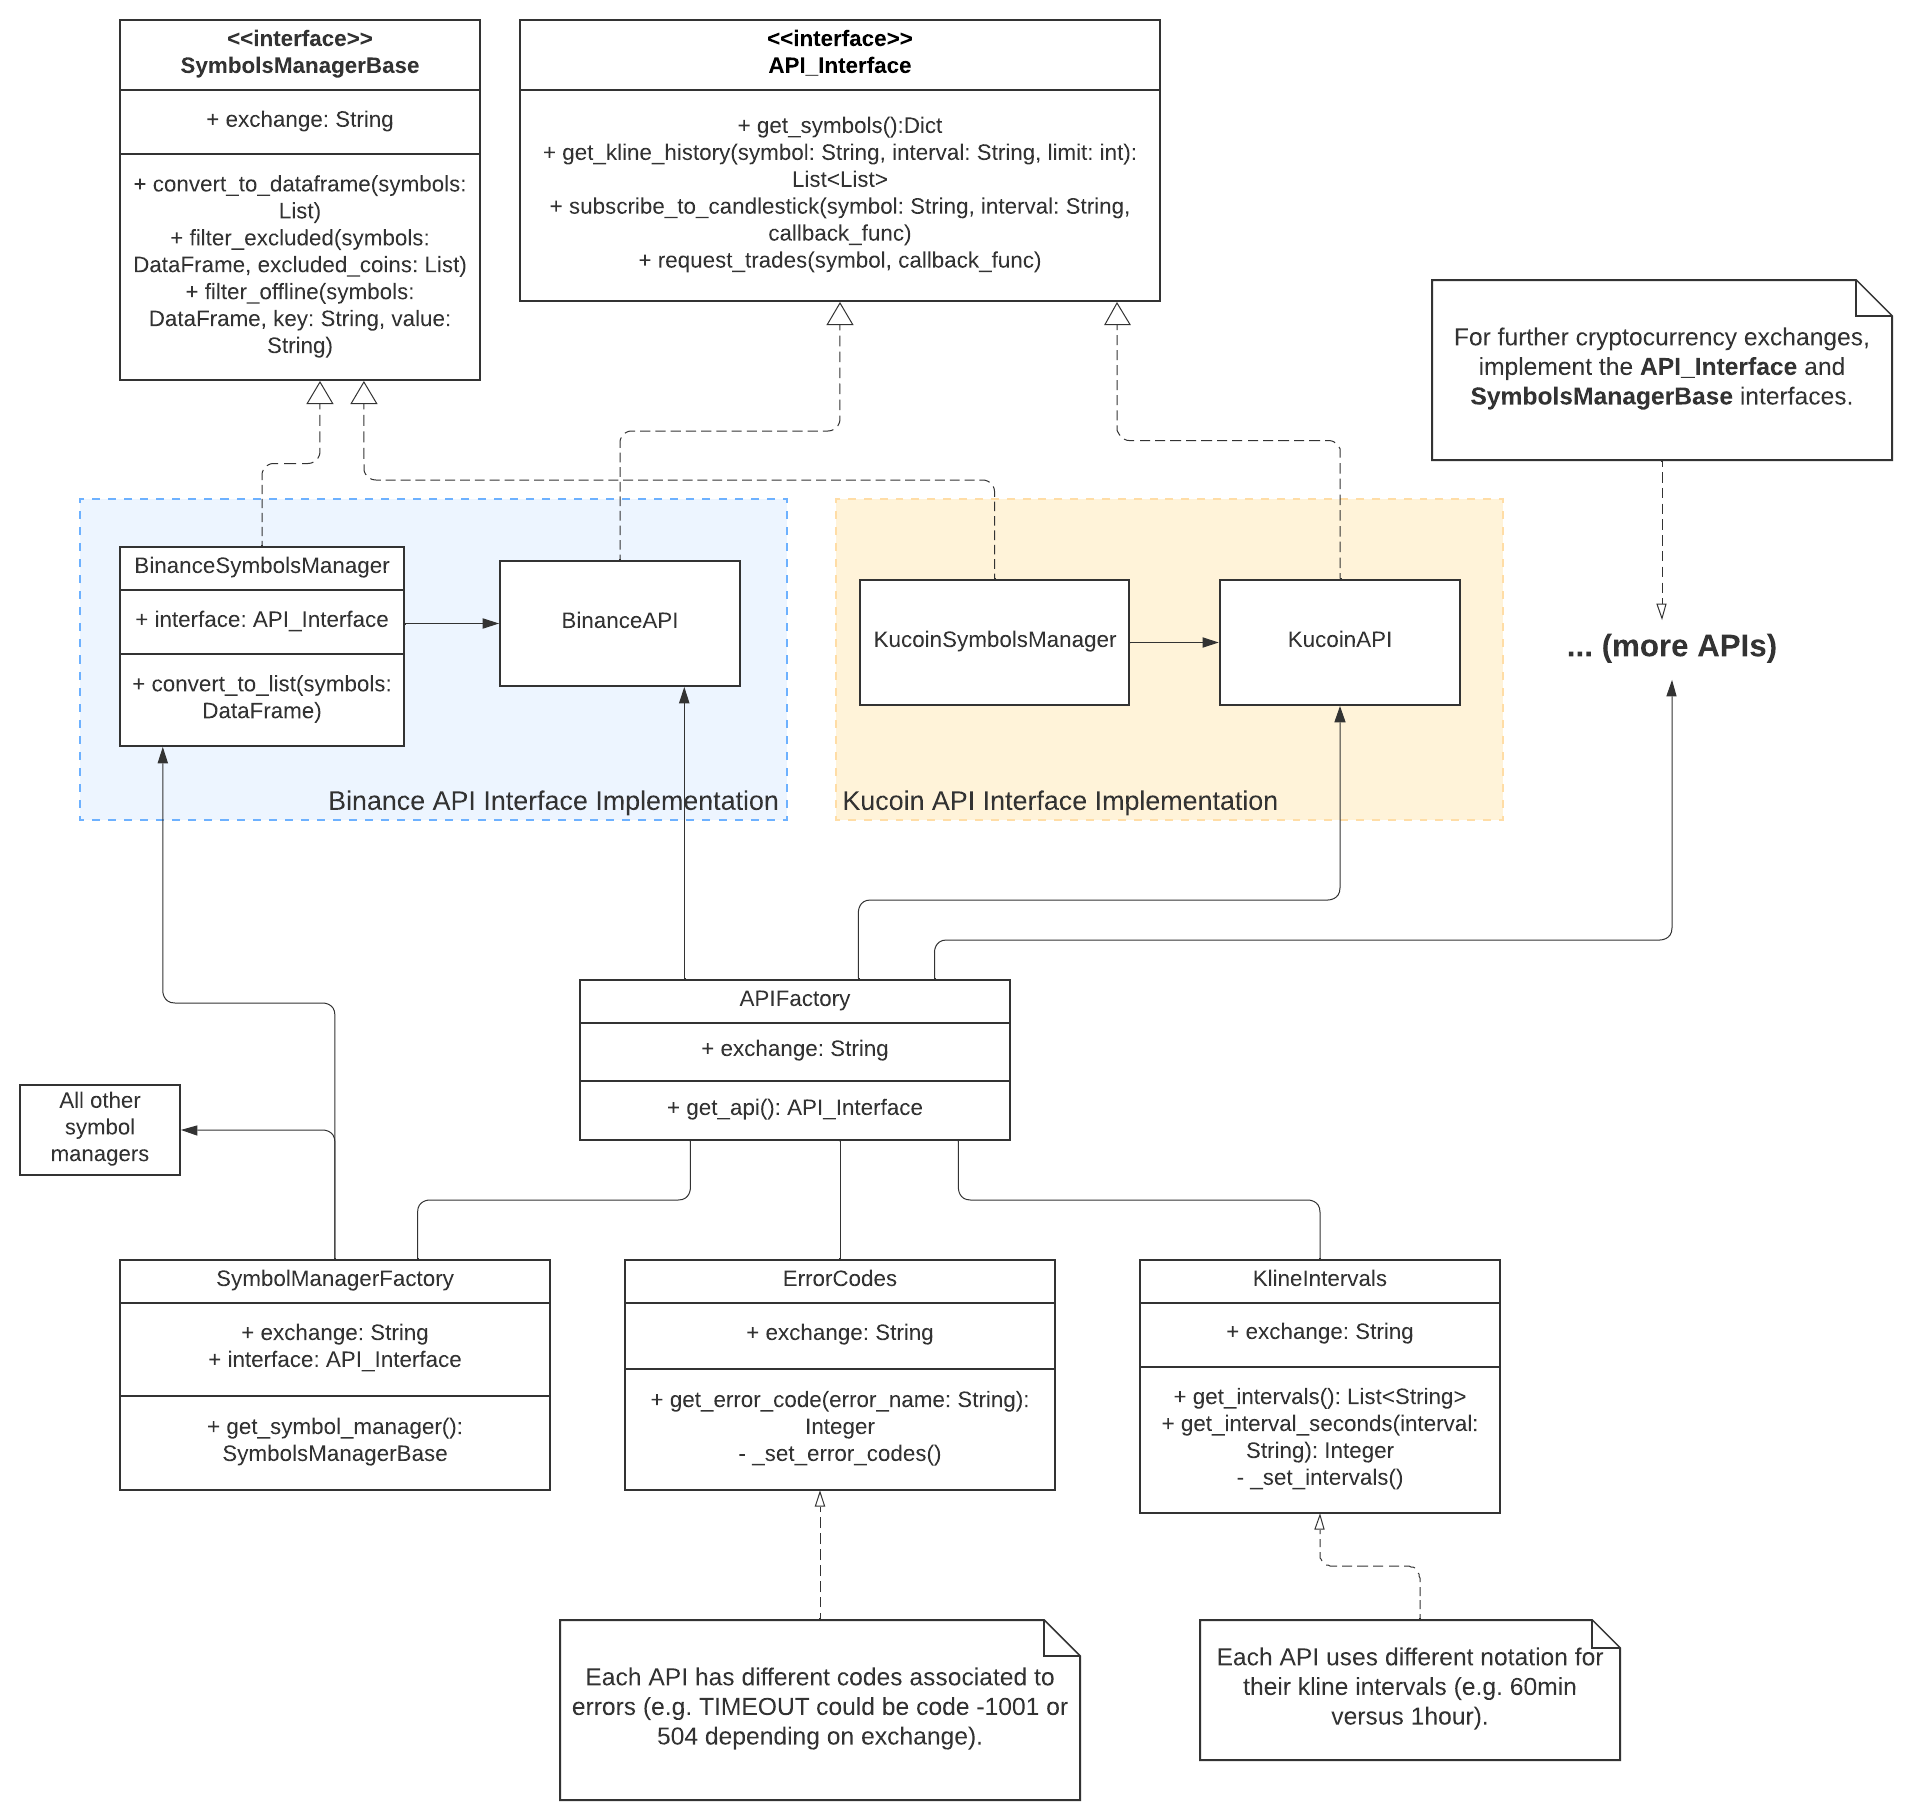 <<interface>>
SymbolsManagerBase
+ exchange: String
+ convert_to_dataframe(symbols:
List)
+ filter_excluded(symbols:
DataFrame, excluded_coins: List)
+ filter_offline(symbols:
DataFrame, key: String, value:
String)
<<interface>>
API_Interface
+ get_symbols():Dict
+ get_kline_history(symbol: String, interval: String, limit: int):
List<List>
+ subscribe_to_candlestick(symbol: String, interval: String,
callback_func)
+ request_trades(symbol, callback_func)
For further cryptocurrency exchanges,
implement the API_Interface and
SymbolsManagerBase interfaces.
BinanceSymbolsManager
+ interface: API_Interface
+ convert_to_list(symbols:
DataFrame)
BinanceAPI
Binance API Interface Implementation
KucoinSymbolsManager
KucoinAPI
Kucoin API Interface Implementation
... (more APIs)
APIFactory
+ exchange: String
+ get_api(): API_Interface
All other
symbol
managers
SymbolManagerFactory
+ exchange: String
+ interface: API_Interface
+ get_symbol_manager():
SymbolsManagerBase
ErrorCodes
+ exchange: String
+ get_error_code(error_name: String):
Integer
- _set_error_codes()
KlineIntervals
+ exchange: String
+ get_intervals(): List<String>
+ get_interval_seconds(interval:
String): Integer
- _set_intervals()
Each API has different codes associated to
errors (e.g. TIMEOUT could be code -1001 or
504 depending on exchange).
Each API uses different notation for
their kline intervals (e.g. 60min
versus 1hour).